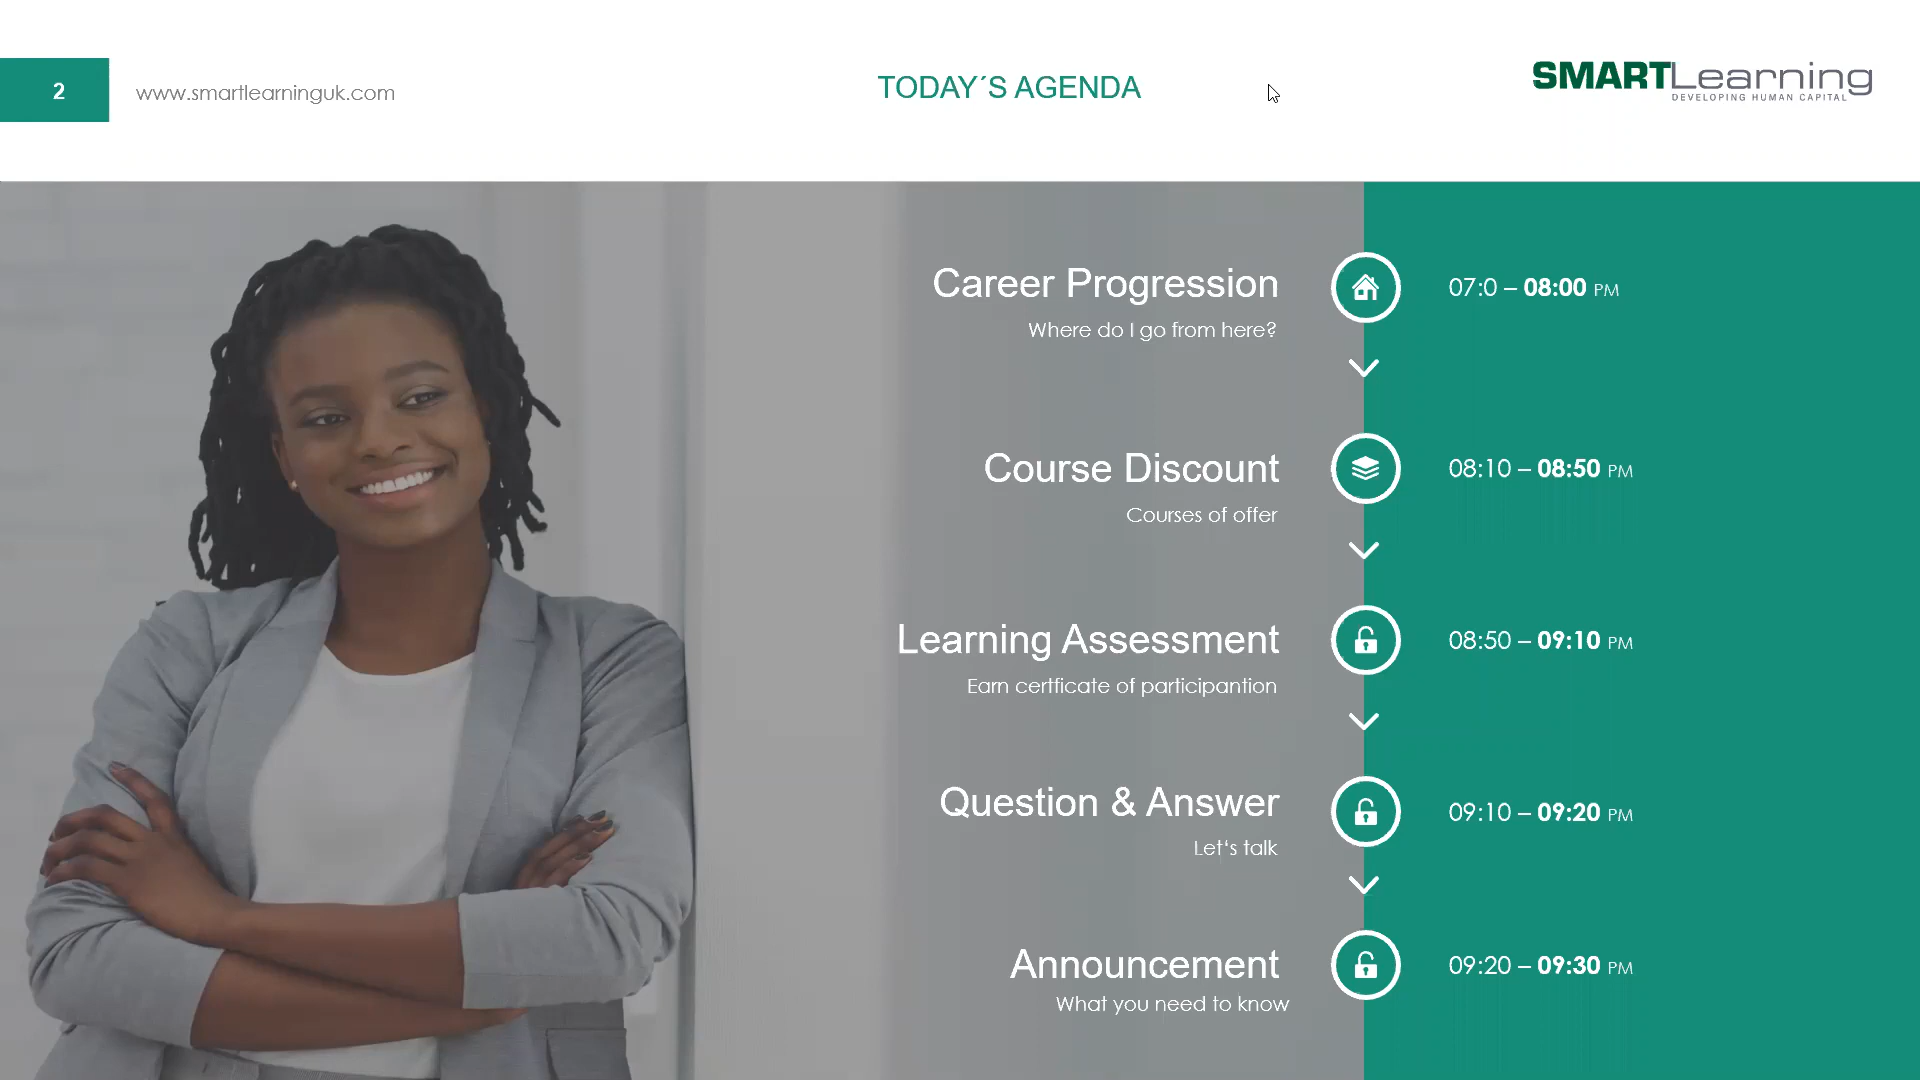 2
www.smartlearninguk.com
TODAY´S AGENDA
SMARTLearning
DEVELOPING HUMAN CAPITAL
Career Progression
07:0 – 08:00 PM
Where do I go from here?
Course Discount
08:10 – 08:50 PM
Courses of offer
Learning Assessment
08:50 – 09:10 PM
Earn certficate of participantion
Question & Answer
09:10 – 09:20 PM
Let‘s talk
Announcement
09:20 – 09:30 PM
What you need to know